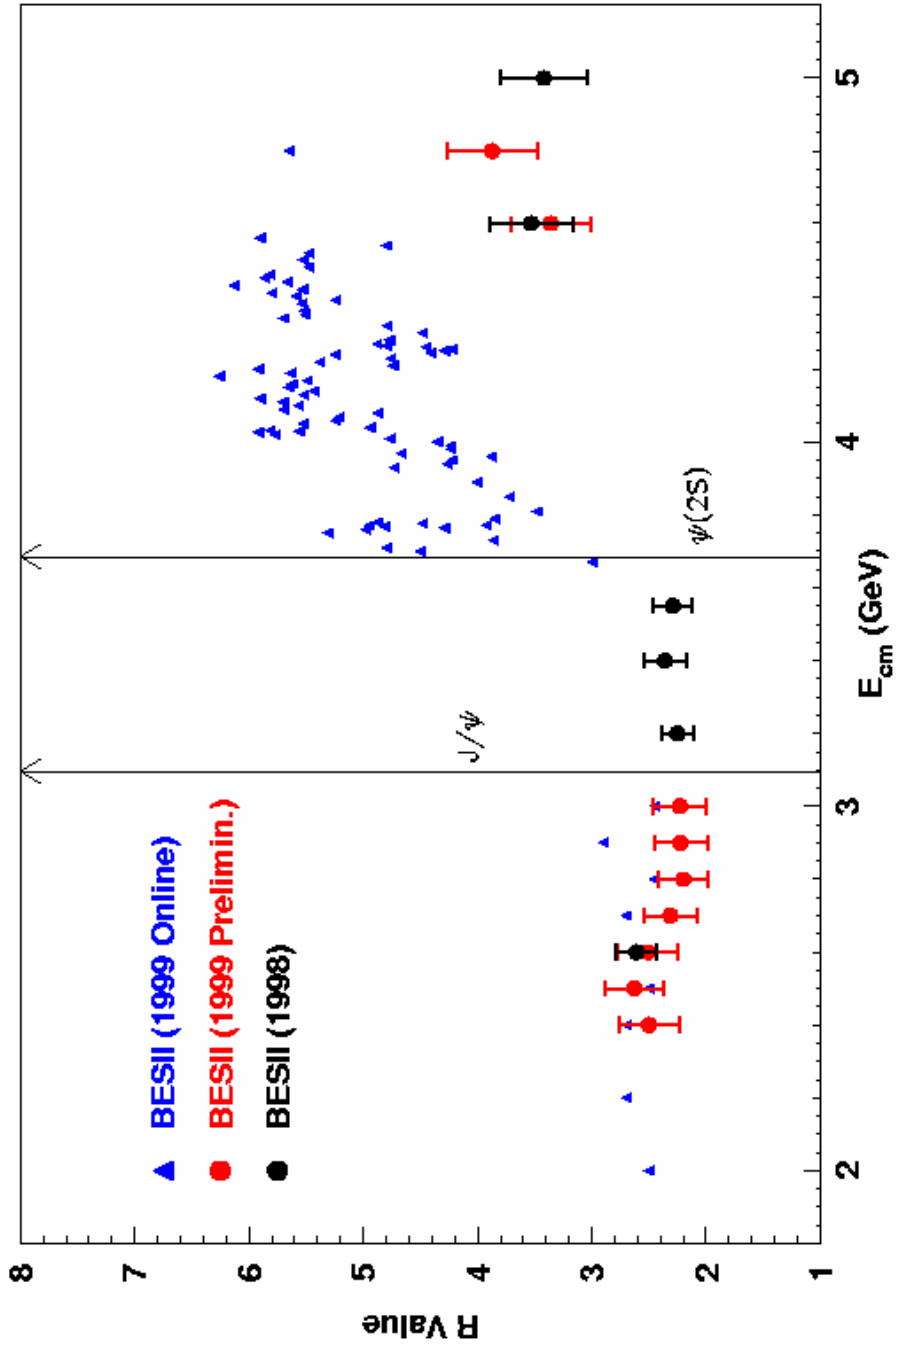 BESII (1999 Online)
BESII (1999 Prelimin.)
BESII (1998)
J/ψ
ψ(2S)
R Value
8
7
6
5
4
3
2
1
2
3
4
5
E_cm (GeV)